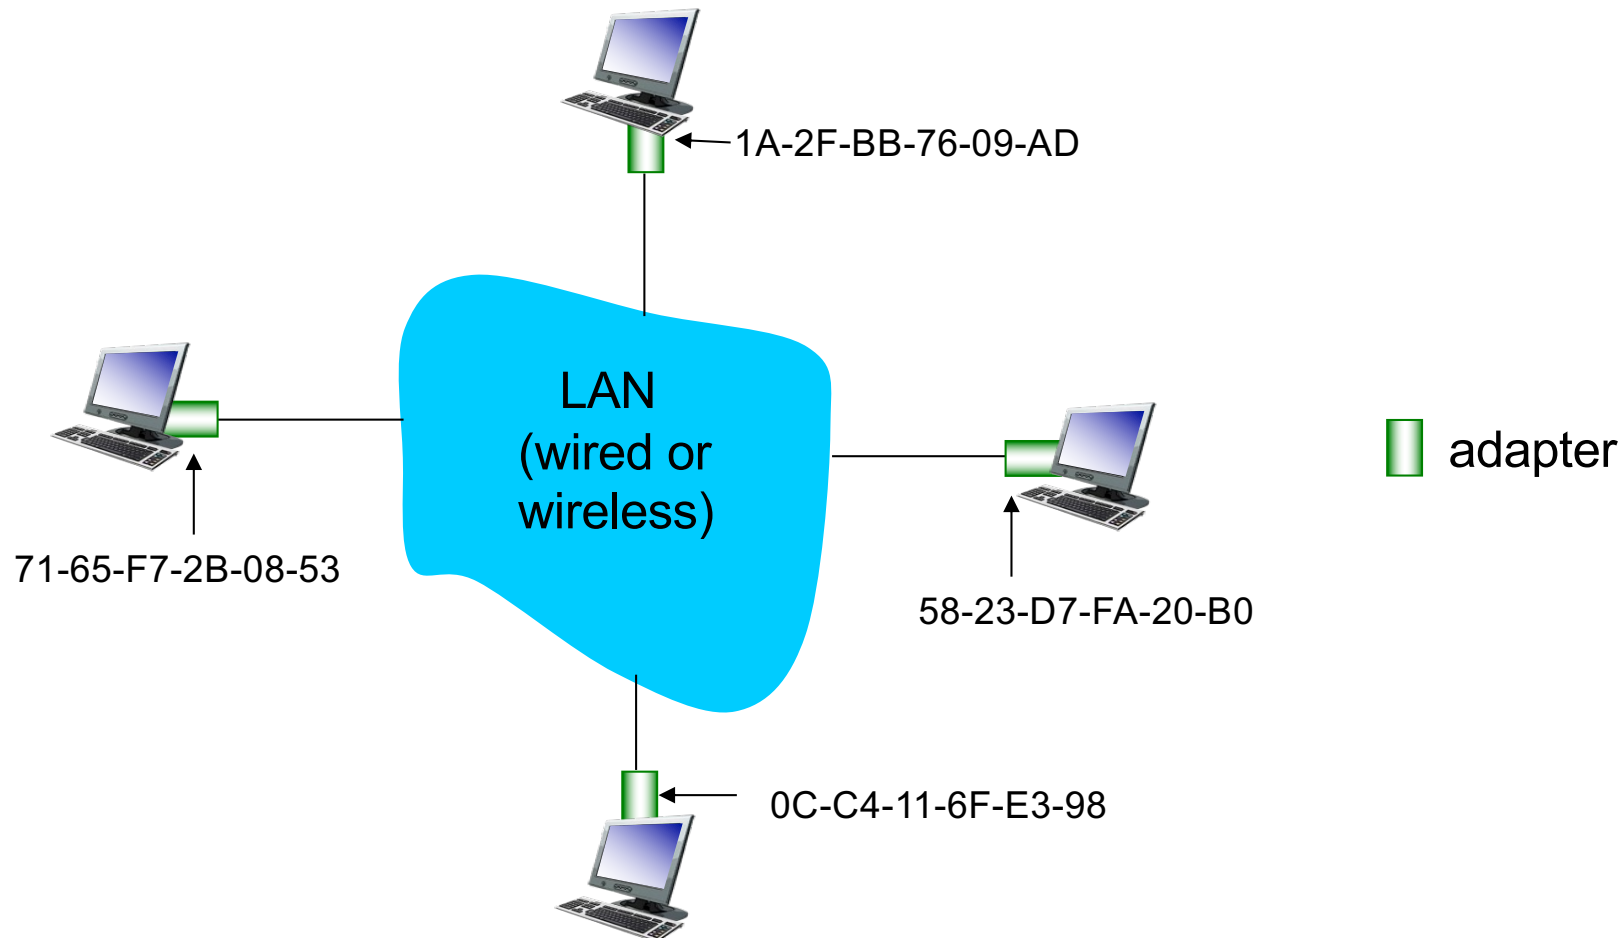 1A-2F-BB-76-09-AD
LAN
(wired or
wireless)
adapter
71-65-F7-2B-08-53
58-23-D7-FA-20-B0
0C-C4-11-6F-E3-98